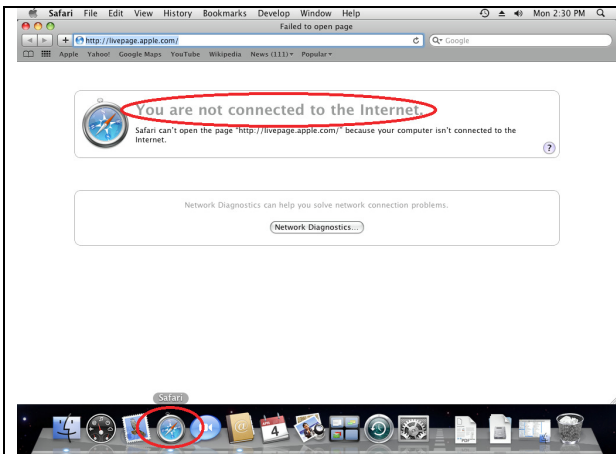 Safari File Edit View History Bookmarks Develop Window Help Mon 2:30 PM
Failed to open page
http://livepage.apple.com/ Google
Apple Yahoo! Google Maps YouTube Wikipedia News (111) Popular
You are not connected to the Internet.
Safari can't open the page "http://livepage.apple.com/" because your computer isn't connected to the
Internet.
?
Network Diagnostics can help you solve network connection problems.
Network Diagnostics...
Safari
4
PDF